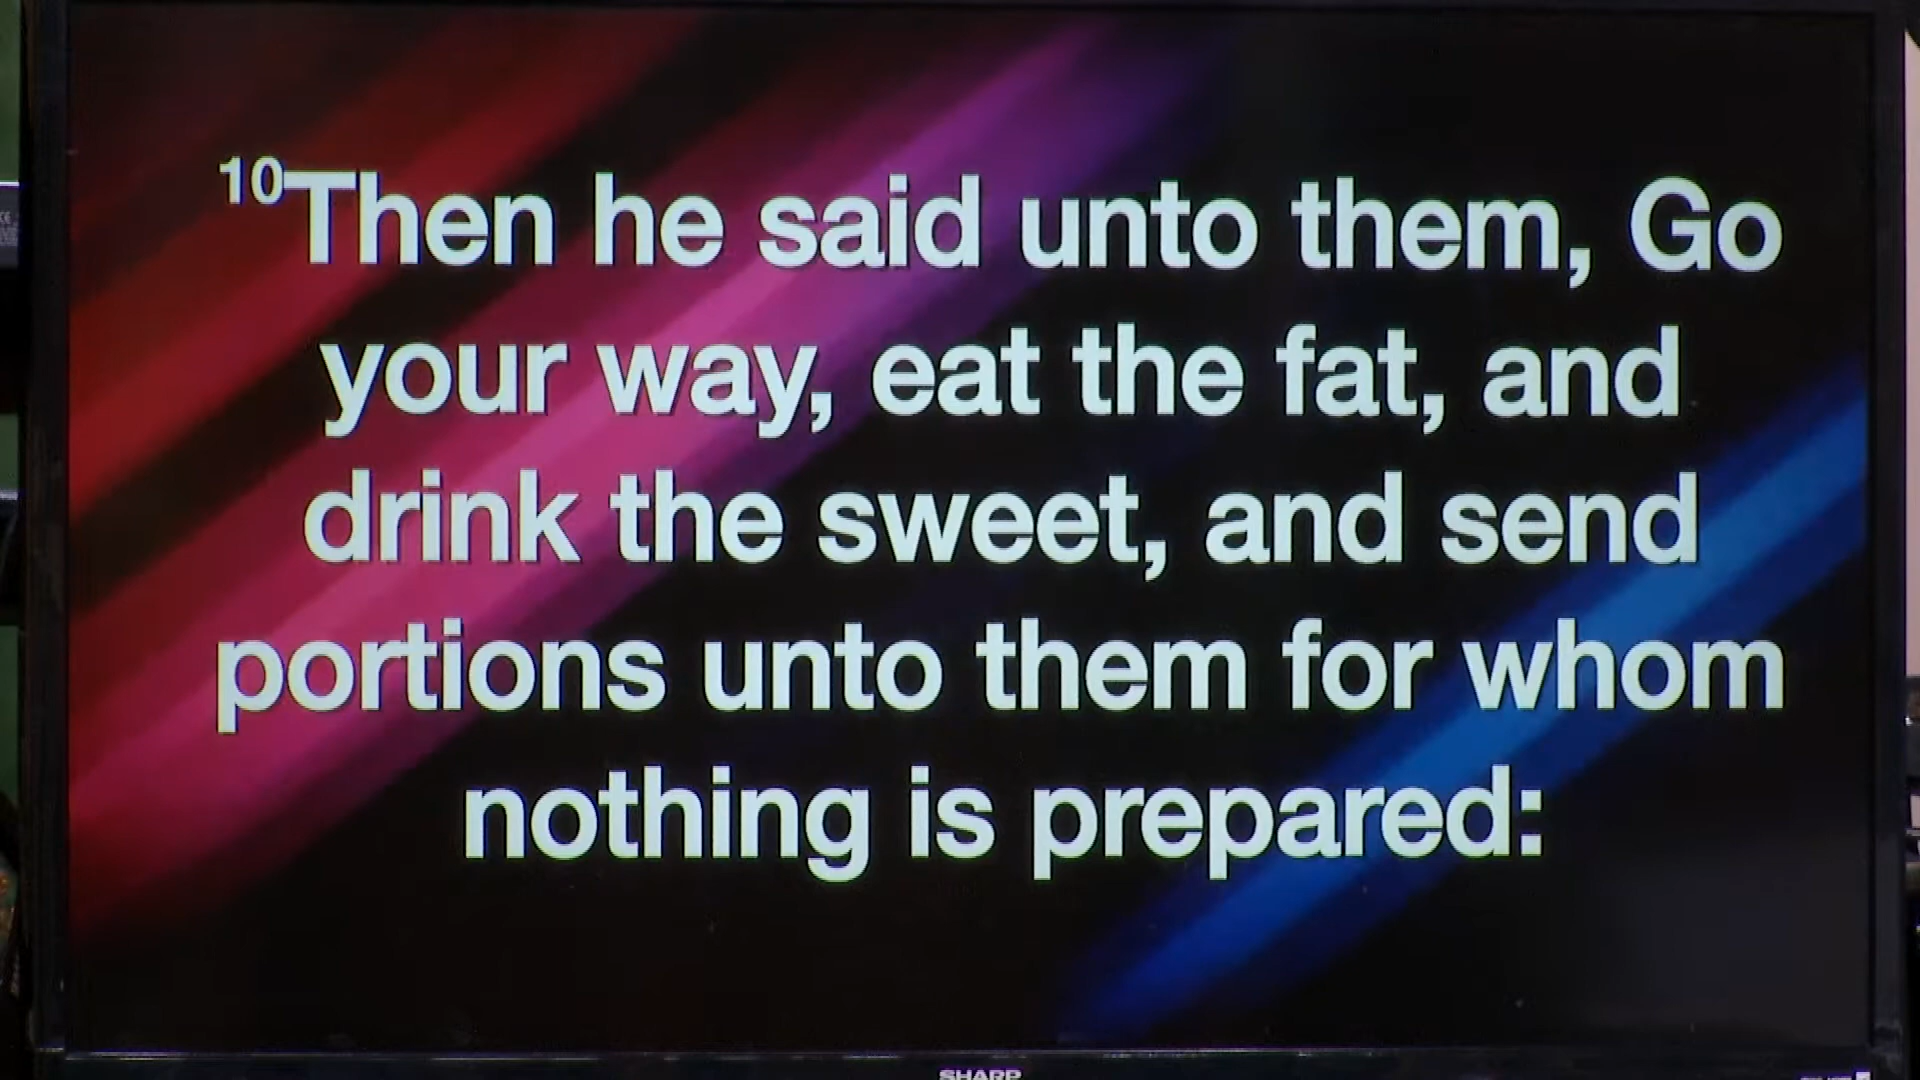 10Then he said unto them, Go
your way, eat the fat, and
drink the sweet, and send
portions unto them for whom
nothing is prepared:
SHARP